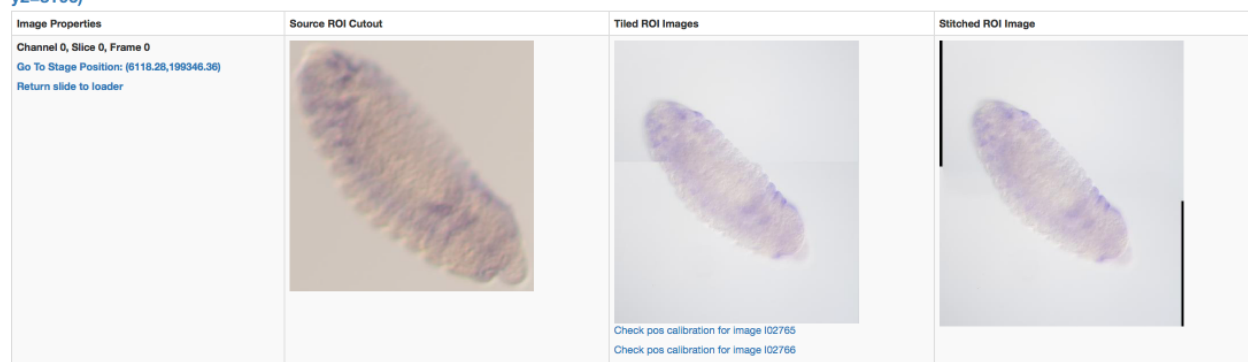 Image Properties
Source ROI Cutout
Tiled ROI Images
Stitched ROI Image
Channel 0, Slice 0, Frame 0
Go To Stage Position: (6118.28,199346.36)
Return slide to loader
Check pos calibration for image I02765
Check pos calibration for image I02766